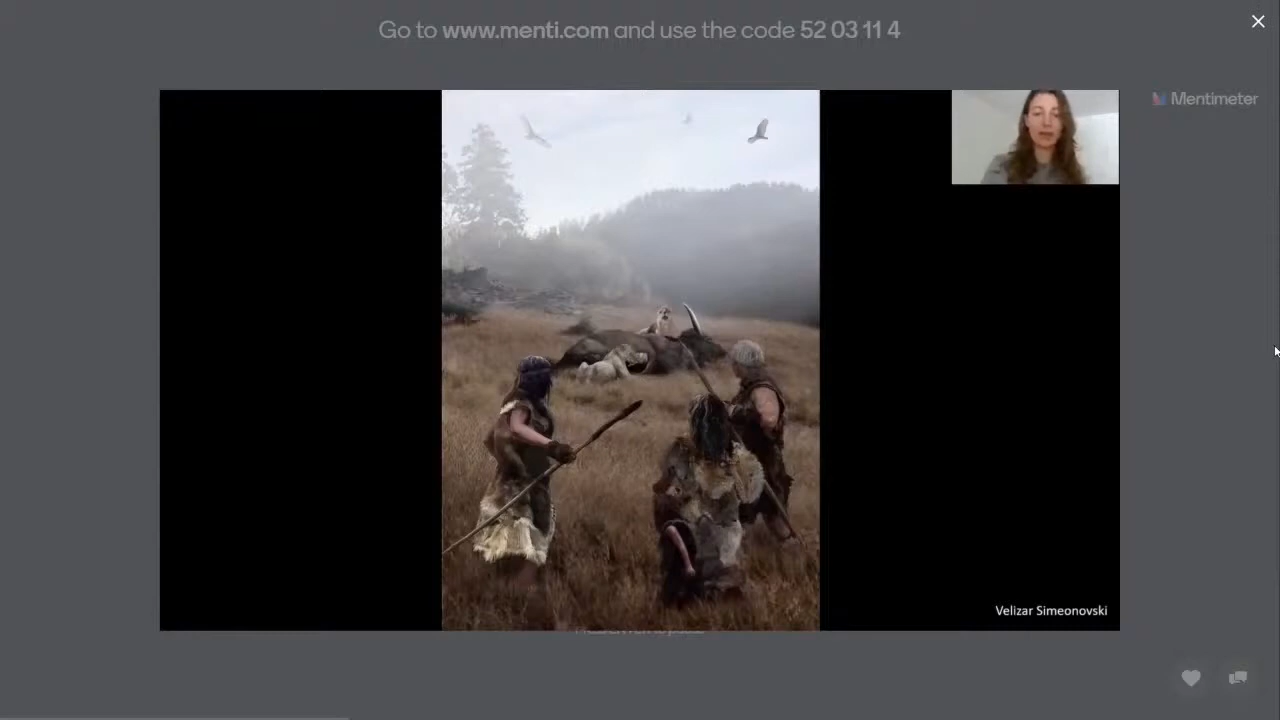 Go to www.menti.com and use the code 52 03 11 4
Mentimeter
Velizar Simeonovski